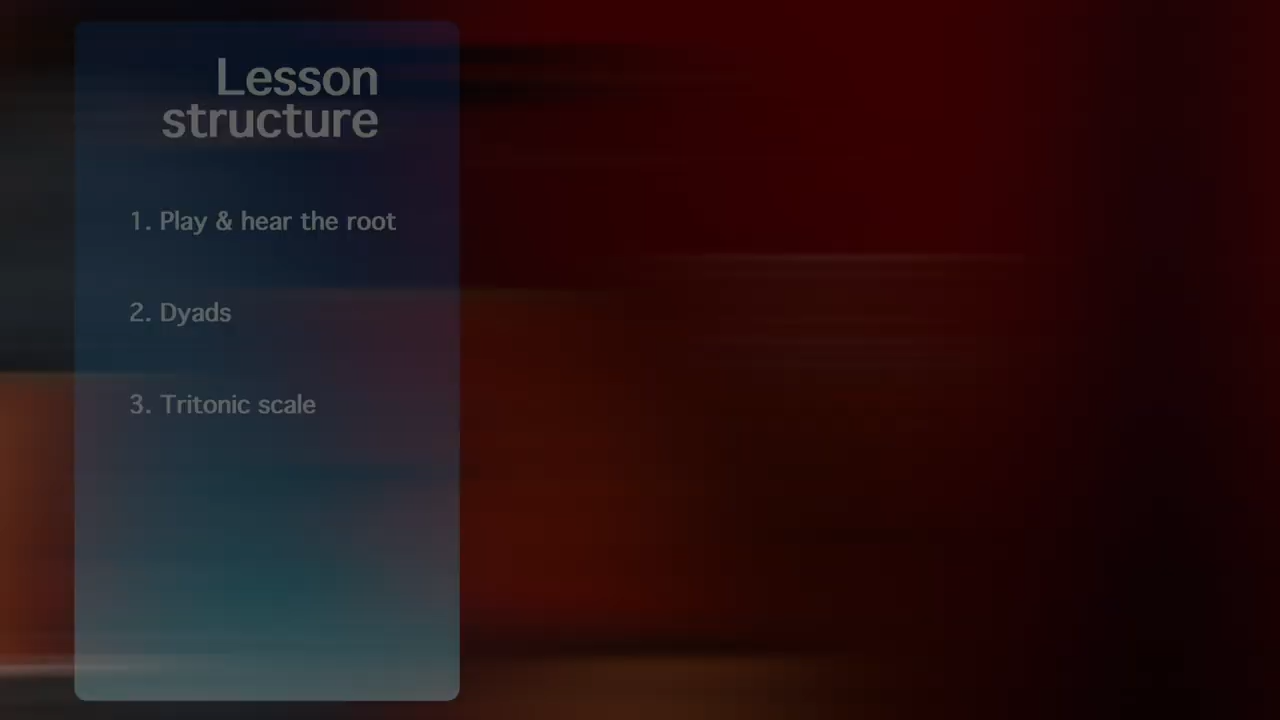 Lesson
structure
1. Play & hear the root
2. Dyads
3. Tritonic scale